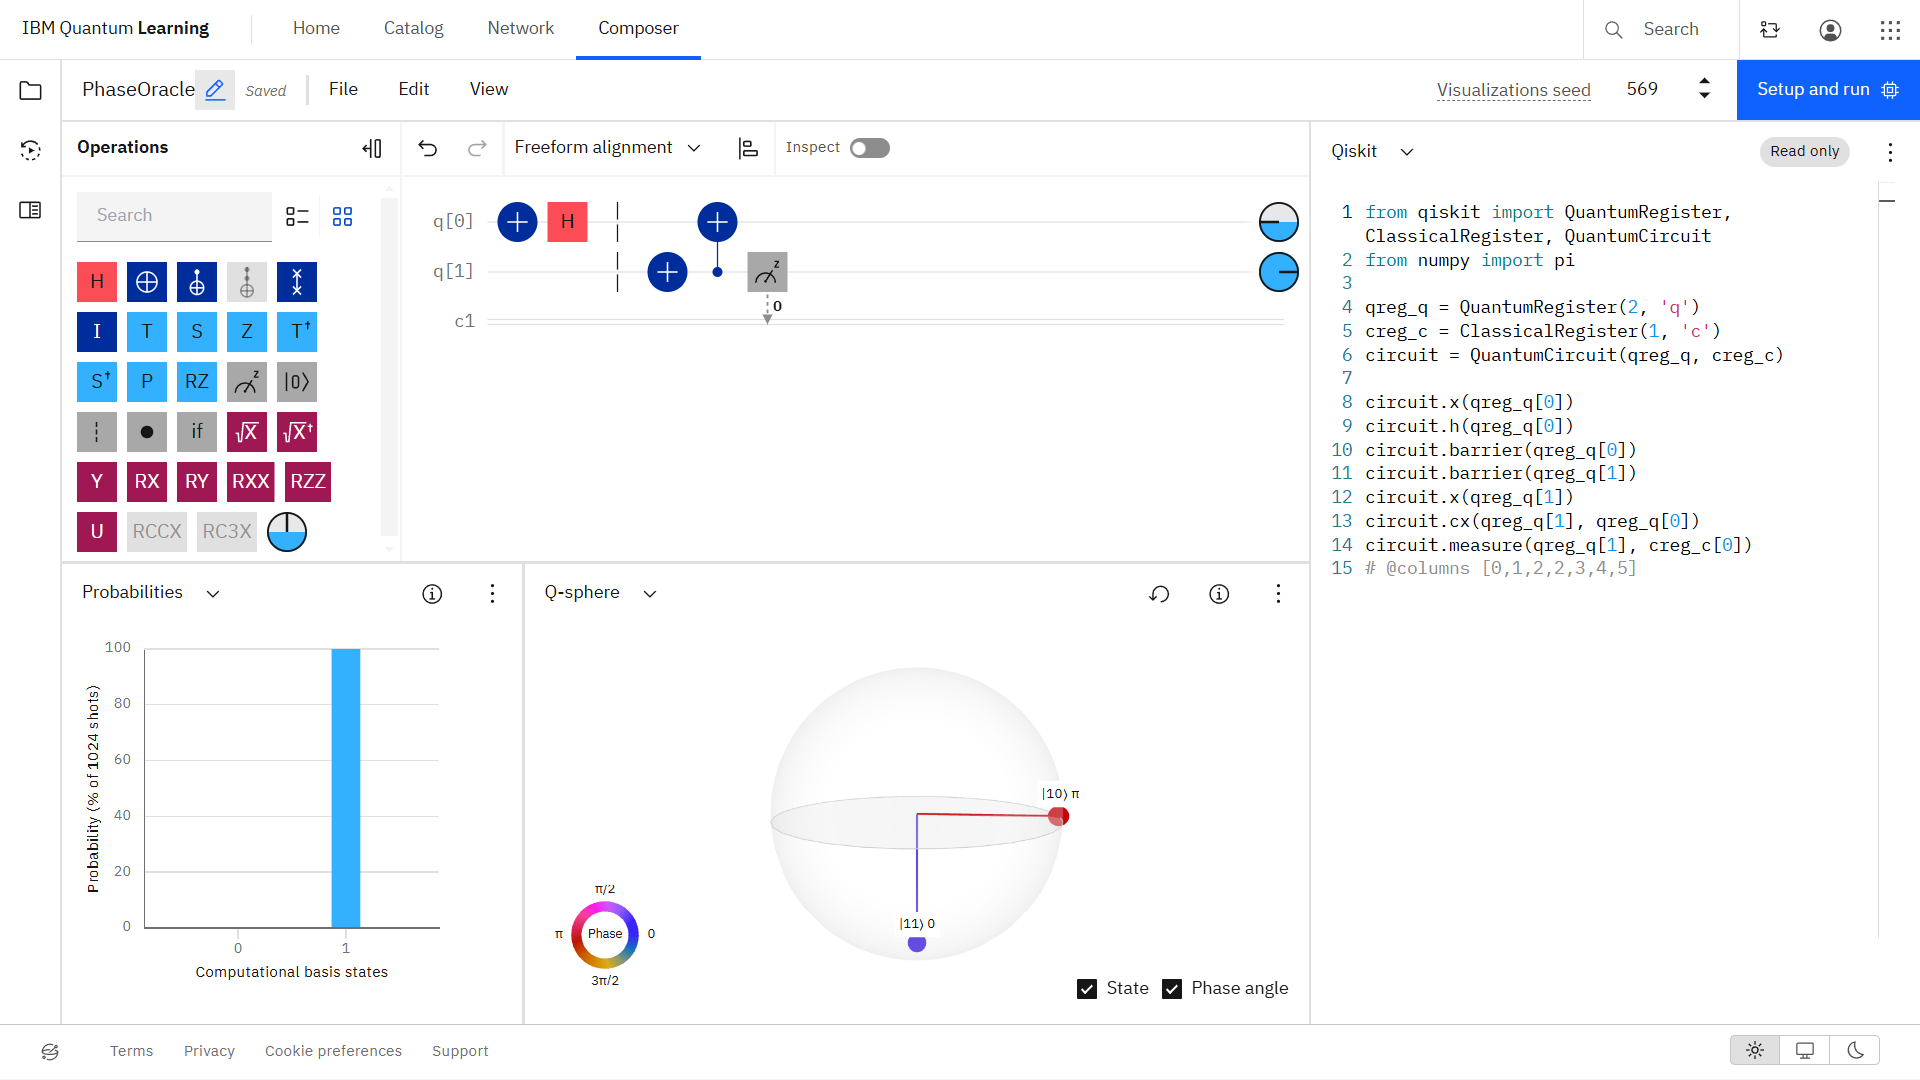 IBM Quantum Learning
Home
Catalog
Network
Composer
Search
PhaseOracle
Saved
File
Edit
View
Visualizations seed
569
Setup and run
Operations
Freeform alignment
Inspect
Qiskit
Read only
Search
H
I T S Z T†
S† P RZ z |0⟩
if √X √X†
Y RX RY RXX RZZ
U RCCX RC3X
q[0]
H
q[1]
z
0
c1
1 from qiskit import QuantumRegister,
ClassicalRegister, QuantumCircuit
2 from numpy import pi
3
4 qreg_q = QuantumRegister(2, 'q')
5 creg_c = ClassicalRegister(1, 'c')
6 circuit = QuantumCircuit(qreg_q, creg_c)
7
8 circuit.x(qreg_q[0])
9 circuit.h(qreg_q[0])
10 circuit.barrier(qreg_q[0])
11 circuit.barrier(qreg_q[1])
12 circuit.x(qreg_q[1])
13 circuit.cx(qreg_q[1], qreg_q[0])
14 circuit.measure(qreg_q[1], creg_c[0])
15 # @columns [0,1,2,2,3,4,5]
Probabilities
Probability (% of 1024 shots)
100
80
60
40
20
0
0 1
Computational basis states
Q-sphere
|10⟩ π
|11⟩ 0
π/2
π Phase 0
3π/2
State
Phase angle
Terms
Privacy
Cookie preferences
Support